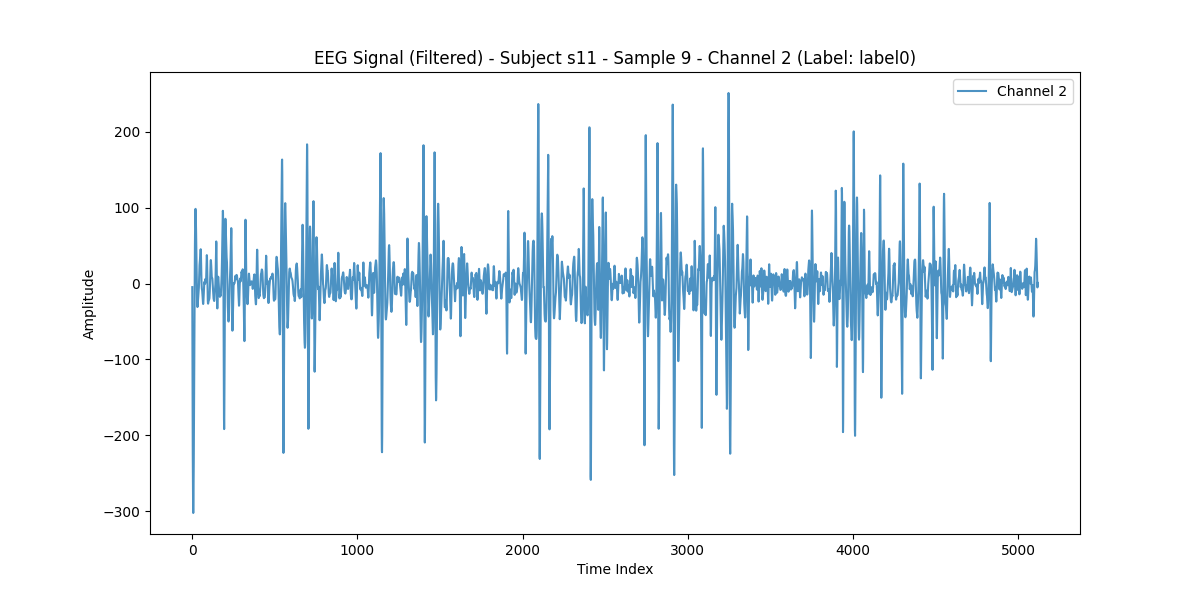 EEG Signal (Filtered) - Subject s11 - Sample 9 - Channel 2 (Label: label0)
Channel 2
200
100
0
−100
−200
−300
Amplitude
0 1000 2000 3000 4000 5000
Time Index